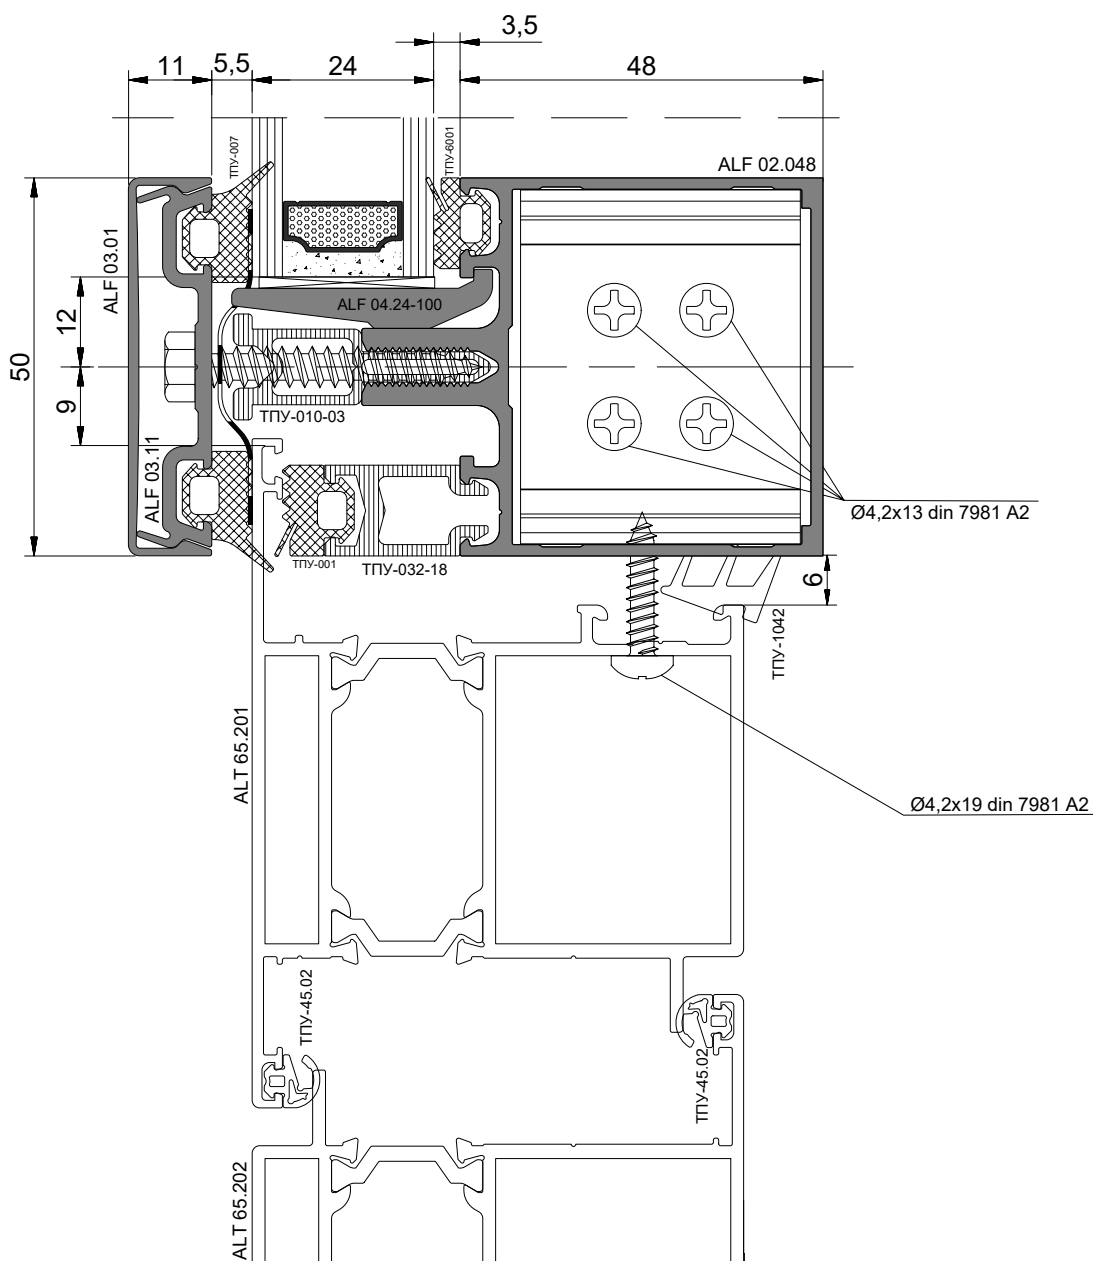 3,5
11
5,5
24
48
ТПУ-007
ТПУ-6001
ALF 02.048
ALF 03.01
ALF 04.24-100
12
50
9
ТПУ-010-03
ALF 03.11
Ø4,2x13 din 7981 A2
ТПУ-001
ТПУ-032-18
6
ТПУ-1042
ALT 65.201
Ø4,2x19 din 7981 A2
ТПУ-45.02
ТПУ-45.02
ALT 65.202